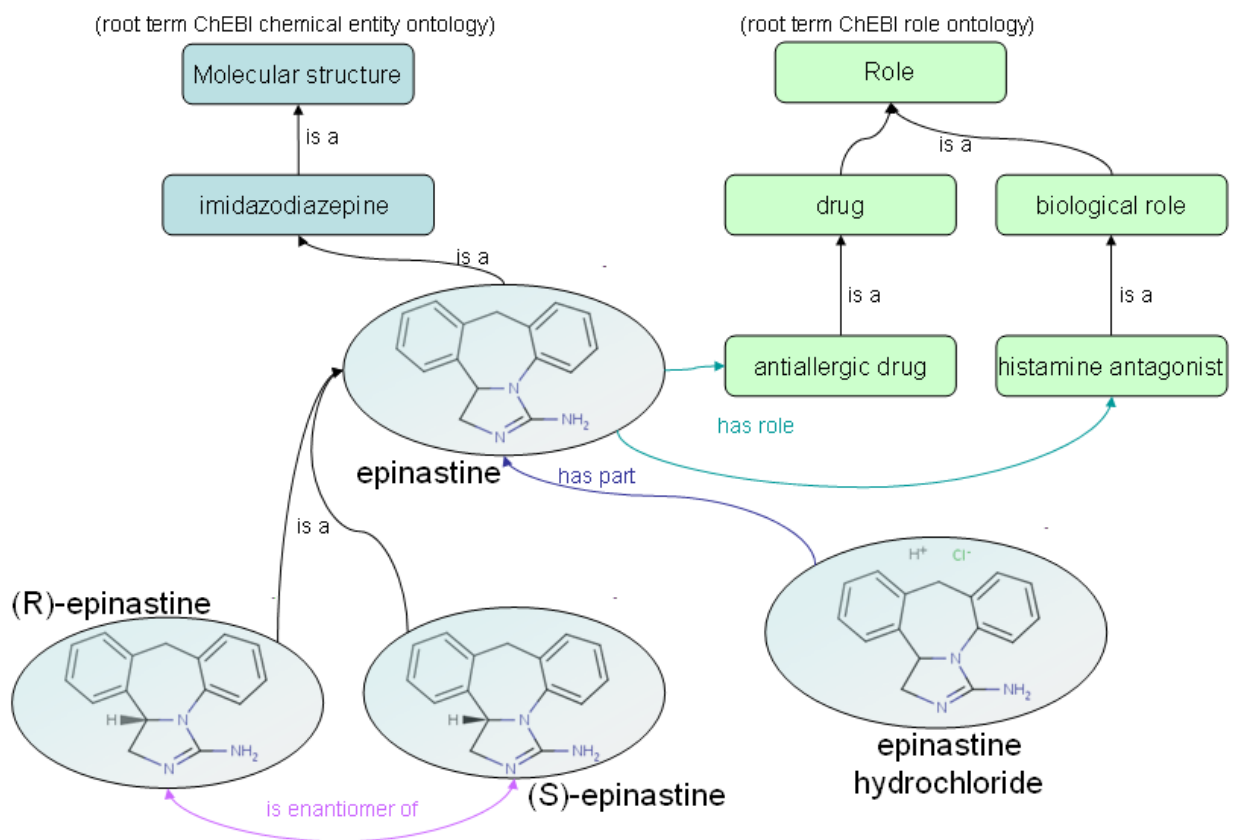 (root term ChEBI chemical entity ontology)
(root term ChEBI role ontology)
Molecular structure
Role
is a
is a
imidazodiazepine
drug
biological role
is a
is a
is a
antiallergic drug
histamine antagonist
N
N
NH2
has role
epinastine
has part
is a
H+ Cl-
(R)-epinastine
N
N
NH2
epinastine
hydrochloride
H
N
N
NH2
H
N
N
NH2
(S)-epinastine
is enantiomer of